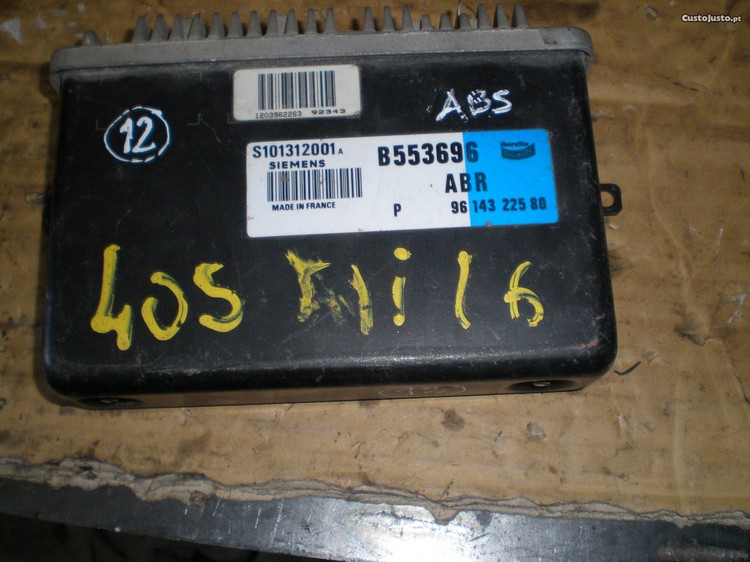 CustoJusto.pt
1203962263 92343
ABS
12
S101312001A
SIEMENS
MADE IN FRANCE
B553696
Bendix
ABR
P 96 143 225 80
405 Mi 16